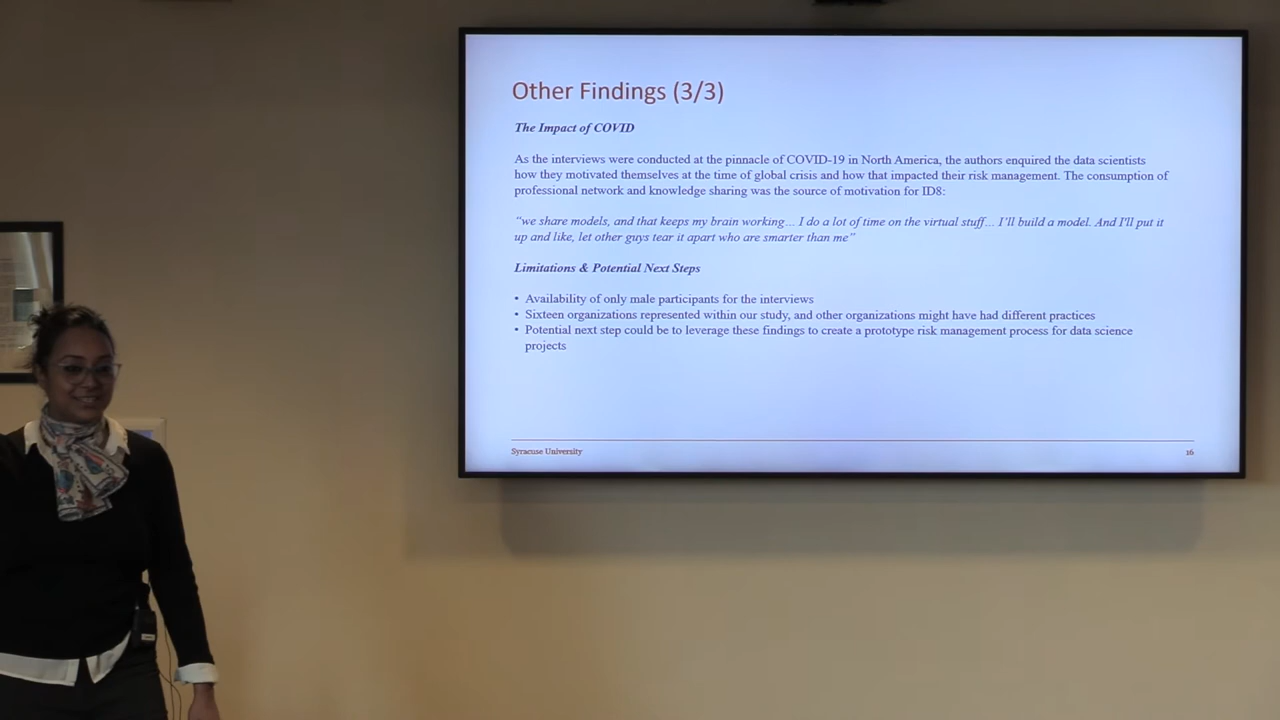 Other Findings (3/3)
The Impact of COVID
As the interviews were conducted at the pinnacle of COVID-19 in North America, the authors enquired the data scientists
how they motivated themselves at the time of global crisis and how that impacted their risk management. The consumption of
professional network and knowledge sharing was the source of motivation for ID8:
“we share models, and that keeps my brain working… I do a lot of time on the virtual stuff… I’ll build a model. And I'll put it
up and like, let other guys tear it apart who are smarter than me”
Limitations & Potential Next Steps
• Availability of only male participants for the interviews
• Sixteen organizations represented within our study, and other organizations might have had different practices
• Potential next step could be to leverage these findings to create a prototype risk management process for data science
projects
Syracuse University
16